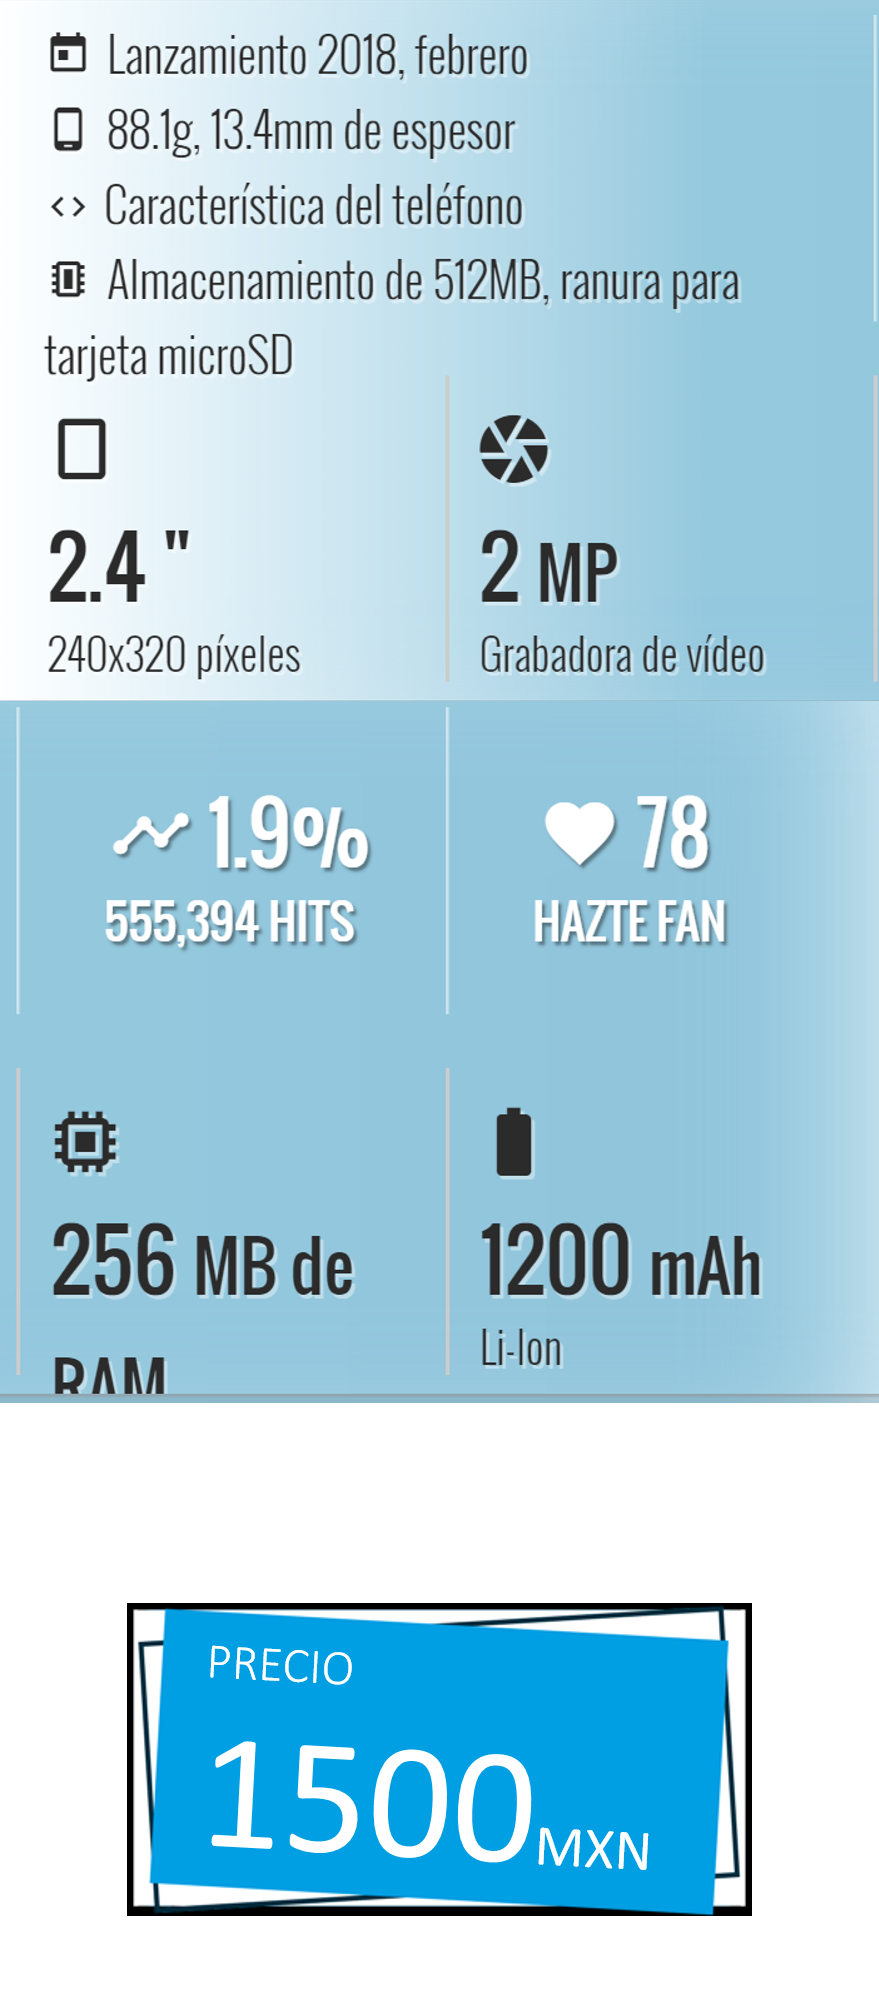 Lanzamiento 2018, febrero
88.1g, 13.4mm de espesor
Característica del teléfono
Almacenamiento de 512MB, ranura para
tarjeta microSD
2.4 "
240x320 píxeles
2 MP
Grabadora de vídeo
1.9%
555,394 HITS
78
HAZTE FAN
256 MB de
RAM
1200 mAh
Li-Ion
PRECIO
1500 MXN